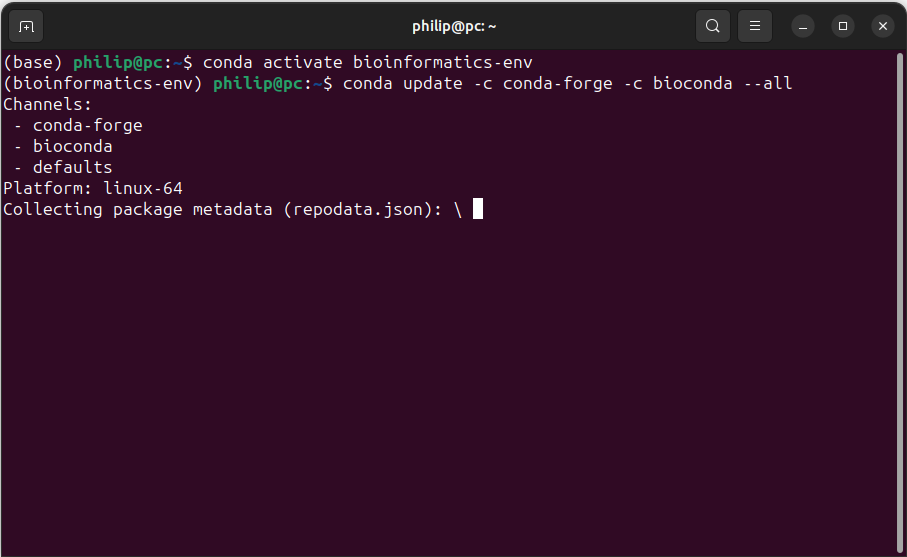 philip@pc: ~
(base) philip@pc:~$ conda activate bioinformatics-env
(bioinformatics-env) philip@pc:~$ conda update -c conda-forge -c bioconda --all
Channels:
 - conda-forge
 - bioconda
 - defaults
Platform: linux-64
Collecting package metadata (repodata.json): \